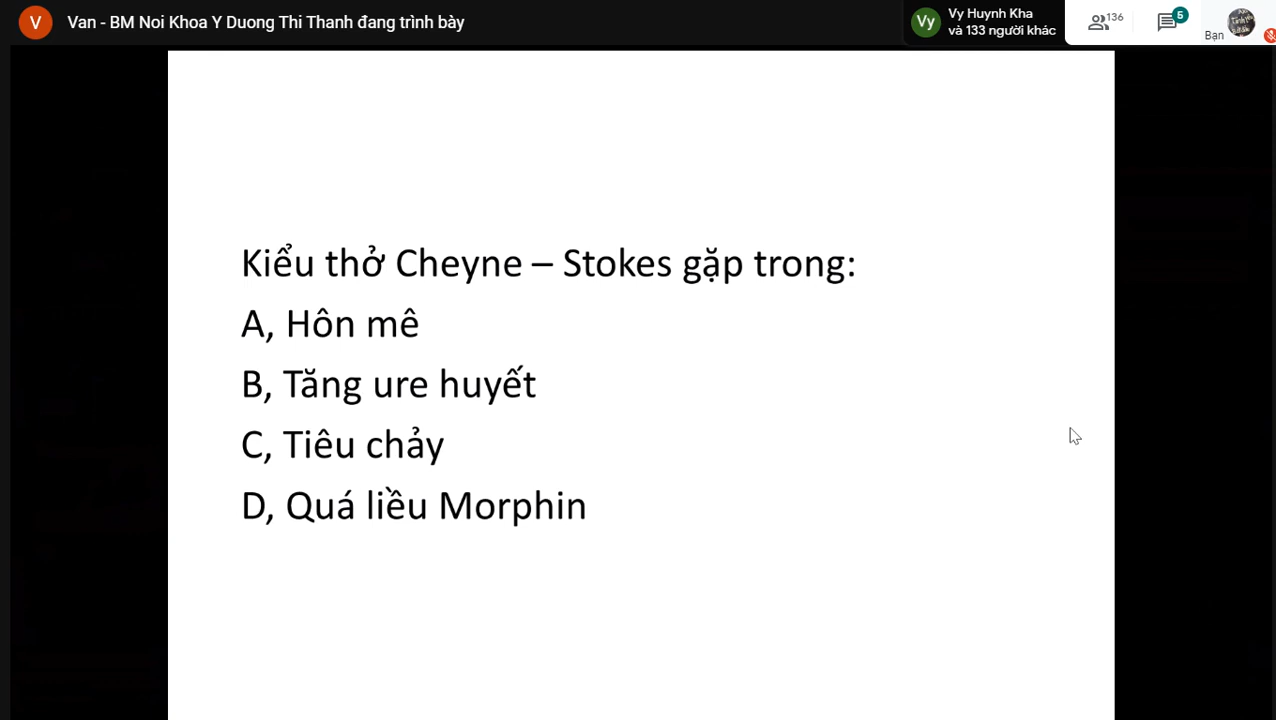 V
Van - BM Noi Khoa Y Duong Thi Thanh đang trình bày
Vy
Vy Huynh Kha
và 133 người khác
136
5
Bạn
Kiểu thở Cheyne – Stokes gặp trong:
A, Hôn mê
B, Tăng ure huyết
C, Tiêu chảy
D, Quá liều Morphin